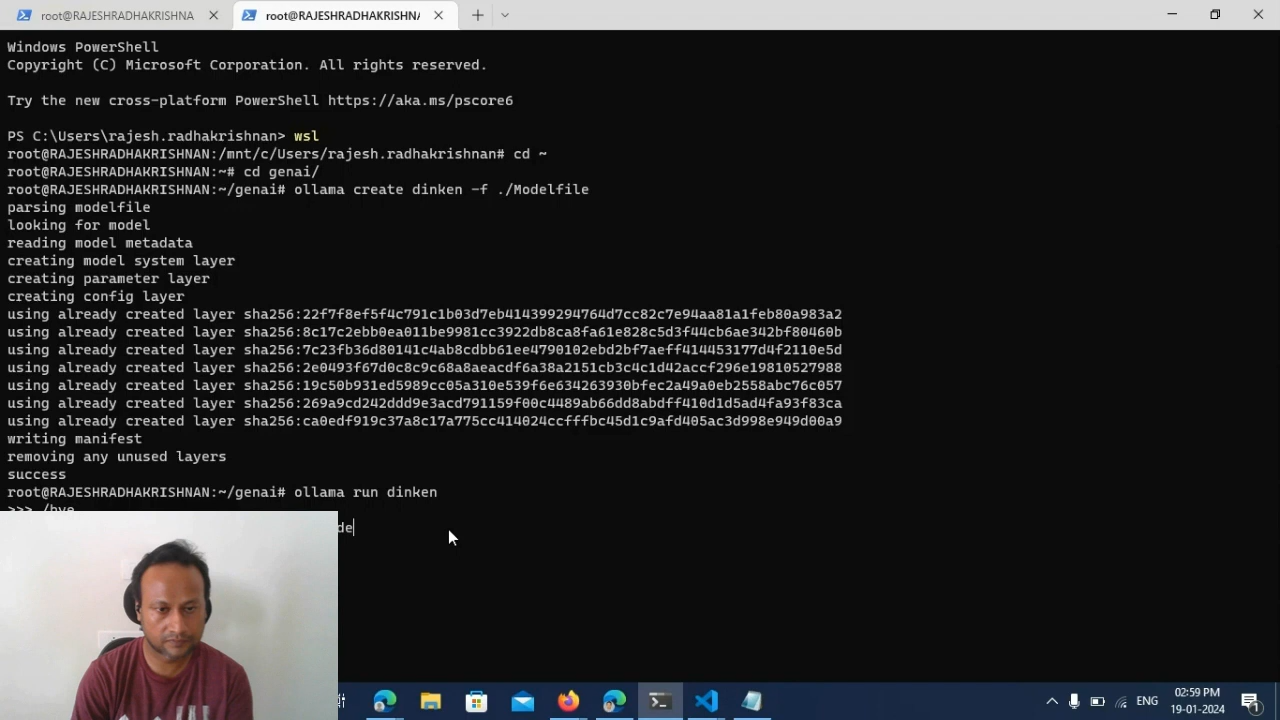 root@RAJESHRADHAKRISHNA
root@RAJESHRADHAKRISHNA
Windows PowerShell
Copyright (C) Microsoft Corporation. All rights reserved.
Try the new cross-platform PowerShell https://aka.ms/pscore6
PS C:\Users\rajesh.radhakrishnan> wsl
root@RAJESHRADHAKRISHNAN:/mnt/c/Users/rajesh.radhakrishnan# cd ~
root@RAJESHRADHAKRISHNAN:~# cd genai/
root@RAJESHRADHAKRISHNAN:~/genai# ollama create dinken -f ./Modelfile
parsing modelfile
looking for model
reading model metadata
creating model system layer
creating parameter layer
creating config layer
using already created layer sha256:22f7f8ef5f4c791c1b03d7eb414399294764d7cc82c7e94aa81a1feb80a983a2
using already created layer sha256:8c17c2ebb0ea011be9981cc3922db8ca8fa61e828c5d3f44cb6ae342bf80460b
using already created layer sha256:7c23fb36d80141c4ab8cdbb61ee4790102ebd2bf7aeff414453177d4f2110e5d
using already created layer sha256:2e0493f67d0c8c9c68a8aeacdf6a38a2151cb3c4c1d42accf296e19810527988
using already created layer sha256:19c50b931ed5989cc05a310e539f6e634263930bfec2a49a0eb2558abc76c057
using already created layer sha256:269a9cd242ddd9e3acd791159f00c4489ab66dd8abdff410d1d5ad4fa93f83ca
using already created layer sha256:ca0edf919c37a8c17a775cc414024ccfffbc45d1c9afd405ac3d998e949d00a9
writing manifest
removing any unused layers
success
root@RAJESHRADHAKRISHNAN:~/genai# ollama run dinken
>>> /bye
de
ENG
02:59 PM
19-01-2024
1